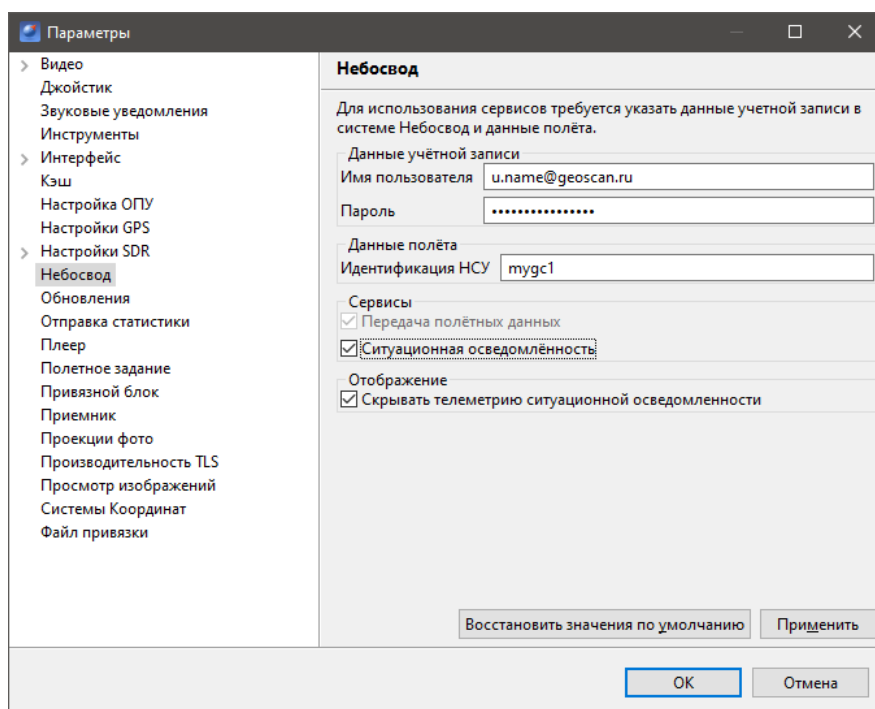 Параметры
Видео
Джойстик
Звуковые уведомления
Инструменты
Интерфейс
Кэш
Настройка ОПУ
Настройки GPS
Настройки SDR
Небосвод
Обновления
Отправка статистики
Плеер
Полетное задание
Привязной блок
Приемник
Проекции фото
Производительность TLS
Просмотр изображений
Системы Координат
Файл привязки
Небосвод
Для использования сервисов требуется указать данные учетной записи в
системе Небосвод и данные полёта.
Данные учётной записи
Имя пользователя u.name@geoscan.ru
Пароль ••••••••••••••••
Данные полёта
Идентификация НСУ mygc1
Сервисы
Передача полётных данных
Ситуационная осведомлённость
Отображение
Скрывать телеметрию ситуационной осведомленности
Восстановить значения по умолчанию Применить
OK Отмена